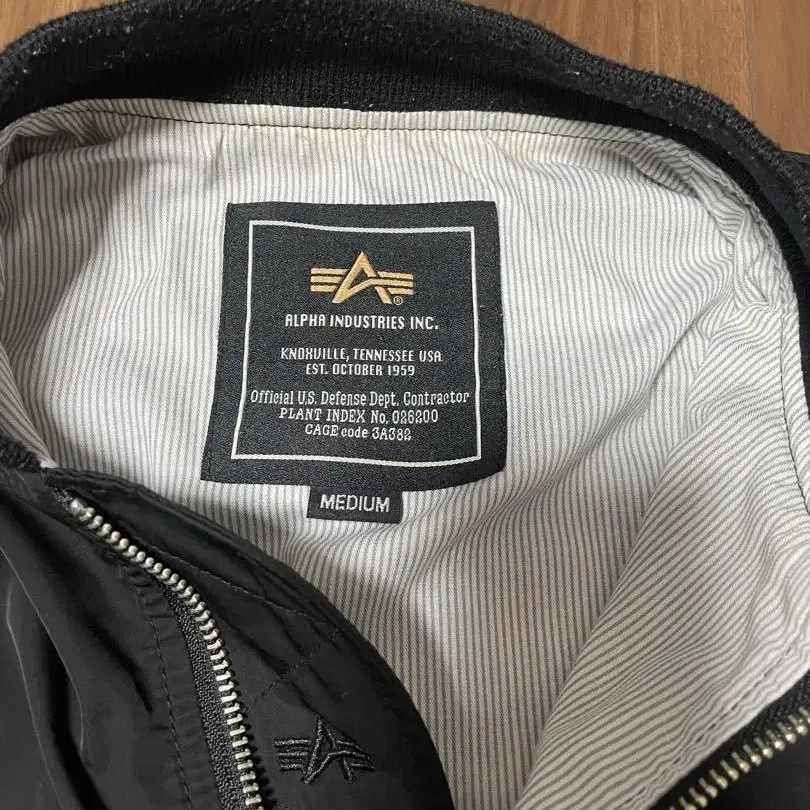 ALPHA INDUSTRIES INC.
KNOXVILLE, TENNESSEE USA
EST. OCTOBER 1959
Official U.S. Defense Dept. Contractor
PLANT INDEX No. 026200
CAGE code 3A382
MEDIUM